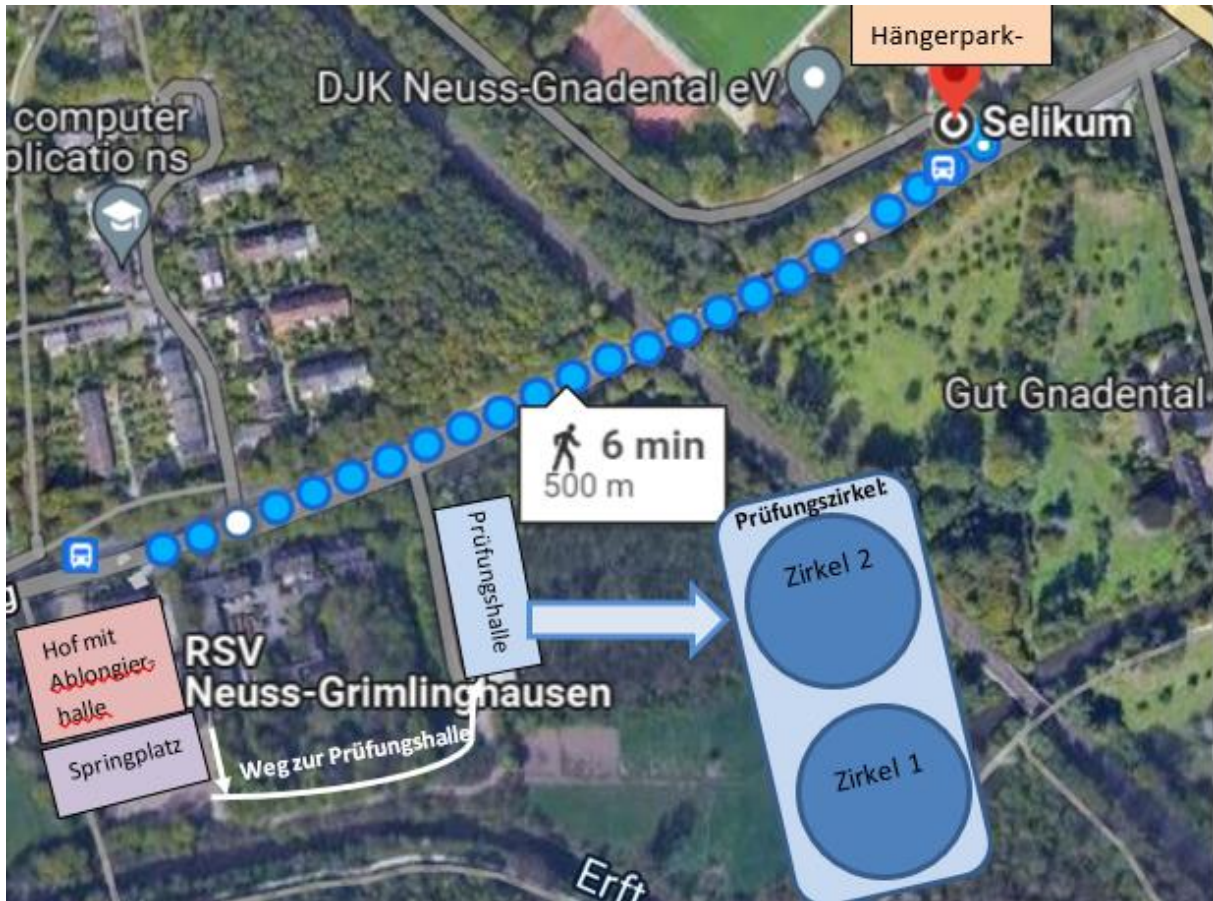 Hängerpark-
DJK Neuss-Gnadental eV
Selikum
computer
plicatio ns
Gut Gnadental
6 min
500 m
Prüfungszirkel:
Zirkel 2
Zirkel 1
Prüfungshalle
Hof mit
Ablongier-
halle
Springplatz
RSV
Neuss-Grimlinghausen
Weg zur Prüfungshalle
Erft